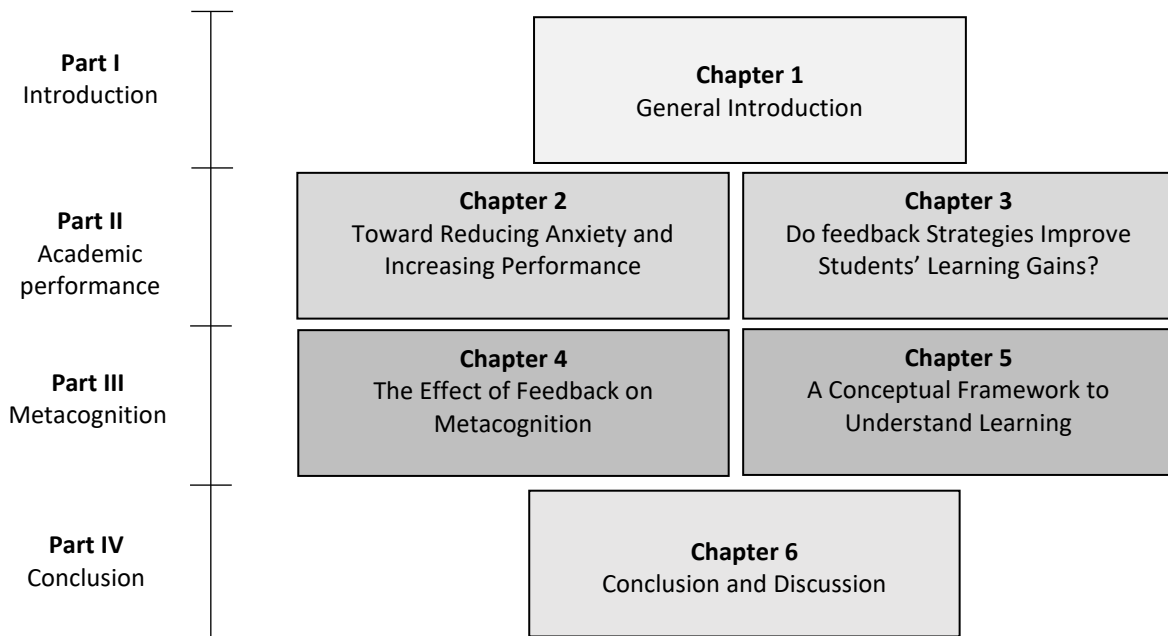 Part I
Introduction
Chapter 1
General Introduction
Part II
Academic
performance
Chapter 2
Toward Reducing Anxiety and
Increasing Performance
Chapter 3
Do feedback Strategies Improve
Students’ Learning Gains?
Part III
Metacognition
Chapter 4
The Effect of Feedback on
Metacognition
Chapter 5
A Conceptual Framework to
Understand Learning
Part IV
Conclusion
Chapter 6
Conclusion and Discussion